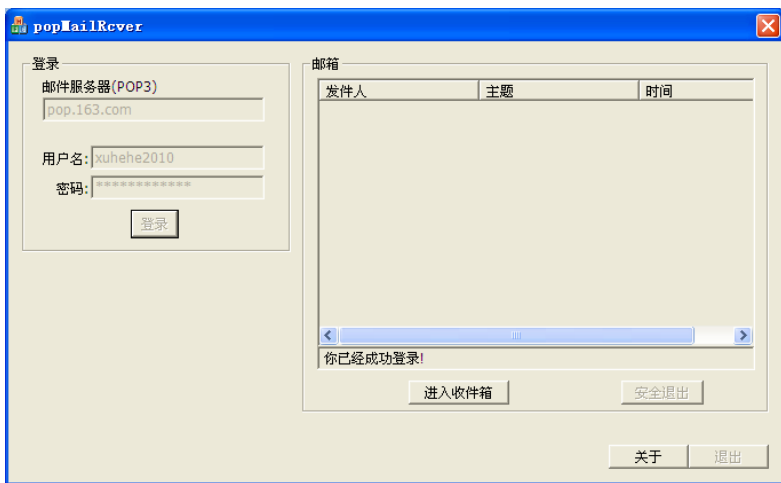 popMailRcver
登录
邮件服务器(POP3)
pop.163.com
用户名:xuhehe2010
密码:************
登录
邮箱
发件人 主题 时间
你已经成功登录!
进入收件箱 安全退出
关于 退出